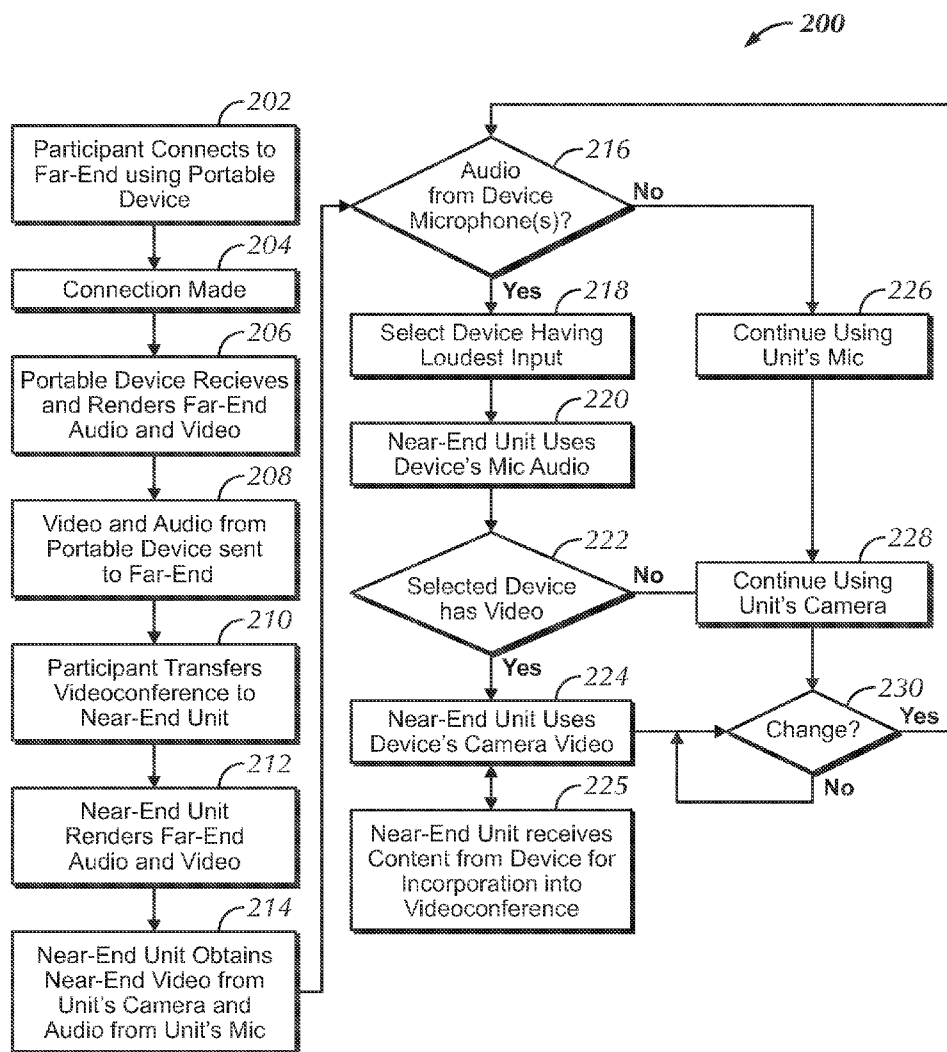 200
202
Participant Connects to
Far-End using Portable
Device
204
Connection Made
206
Portable Device Recieves
and Renders Far-End
Audio and Video
208
Video and Audio from
Portable Device sent
to Far-End
210
Participant Transfers
Videoconference to
Near-End Unit
212
Near-End Unit
Renders Far-End
Audio and Video
214
Near-End Unit Obtains
Near-End Video from
Unit's Camera and
Audio from Unit's Mic
216
Audio
from Device
Microphone(s)?
No
Yes
218
Select Device Having
Loudest Input
220
Near-End Unit Uses
Device's Mic Audio
222
Selected Device
has Video
No
Yes
224
Near-End Unit Uses
Device's Camera Video
225
Near-End Unit receives
Content from Device for
Incorporation into
Videoconference
226
Continue Using
Unit's Mic
228
Continue Using
Unit's Camera
230
Change?
Yes
No